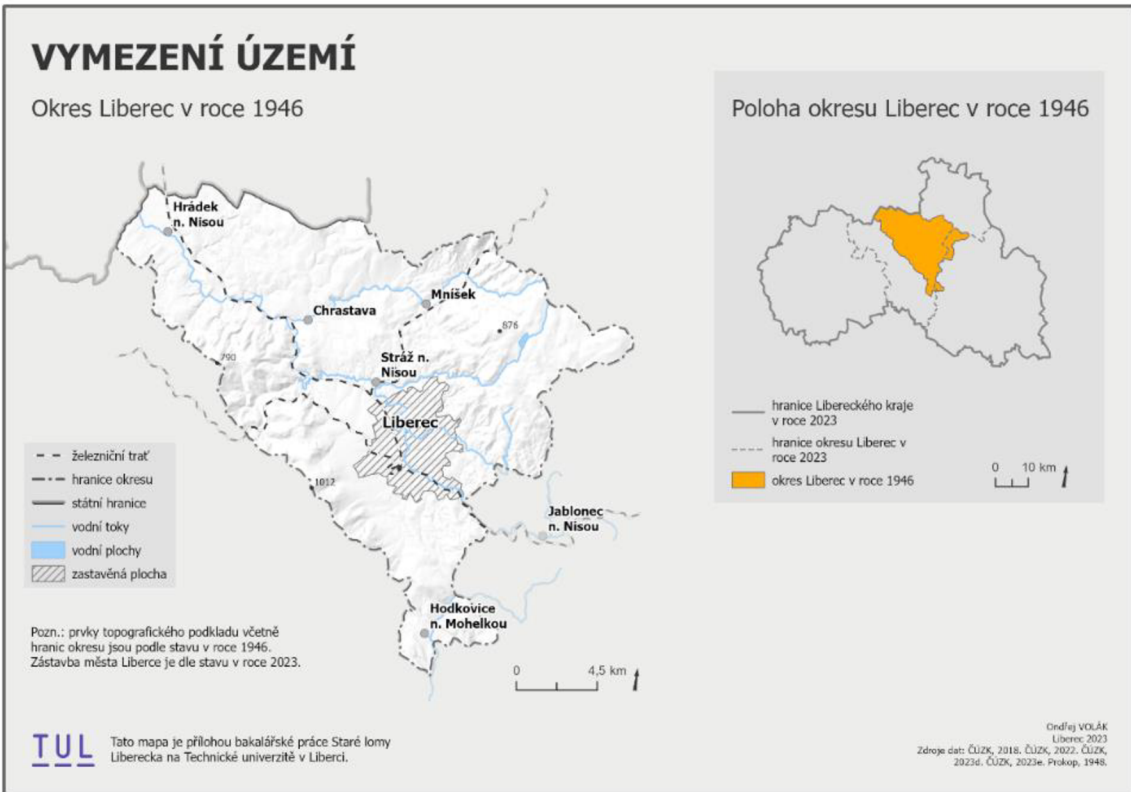 VYMEZENÍ ÚZEMÍ
Okres Liberec v roce 1946
Hrádek
n. Nisou
Chrastava
Mníšek
876
790
Stráž n.
Nisou
Liberec
1012
Jablonec
n. Nisou
Hodkovice
n. Mohelkou
železniční trať
hranice okresu
státní hranice
vodní toky
vodní plochy
zastavěná plocha
Pozn.: prvky topografického podkladu včetně
hranic okresu jsou podle stavu v roce 1946.
Zástavba města Liberce je dle stavu v roce 2023.
0 4,5 km
TUL
Tato mapa je přílohou bakalářské práce Staré lomy
Liberecka na Technické univerzitě v Liberci.
Poloha okresu Liberec v roce 1946
hranice Libereckého kraje
v roce 2023
hranice okresu Liberec v
roce 2023
okres Liberec v roce 1946
0 10 km
Ondřej VOLÁK
Liberec 2023
Zdroje dat: ČÚZK, 2018. ČÚZK, 2022. ČÚZK,
2023d. ČÚZK, 2023e. Prokop, 1948.